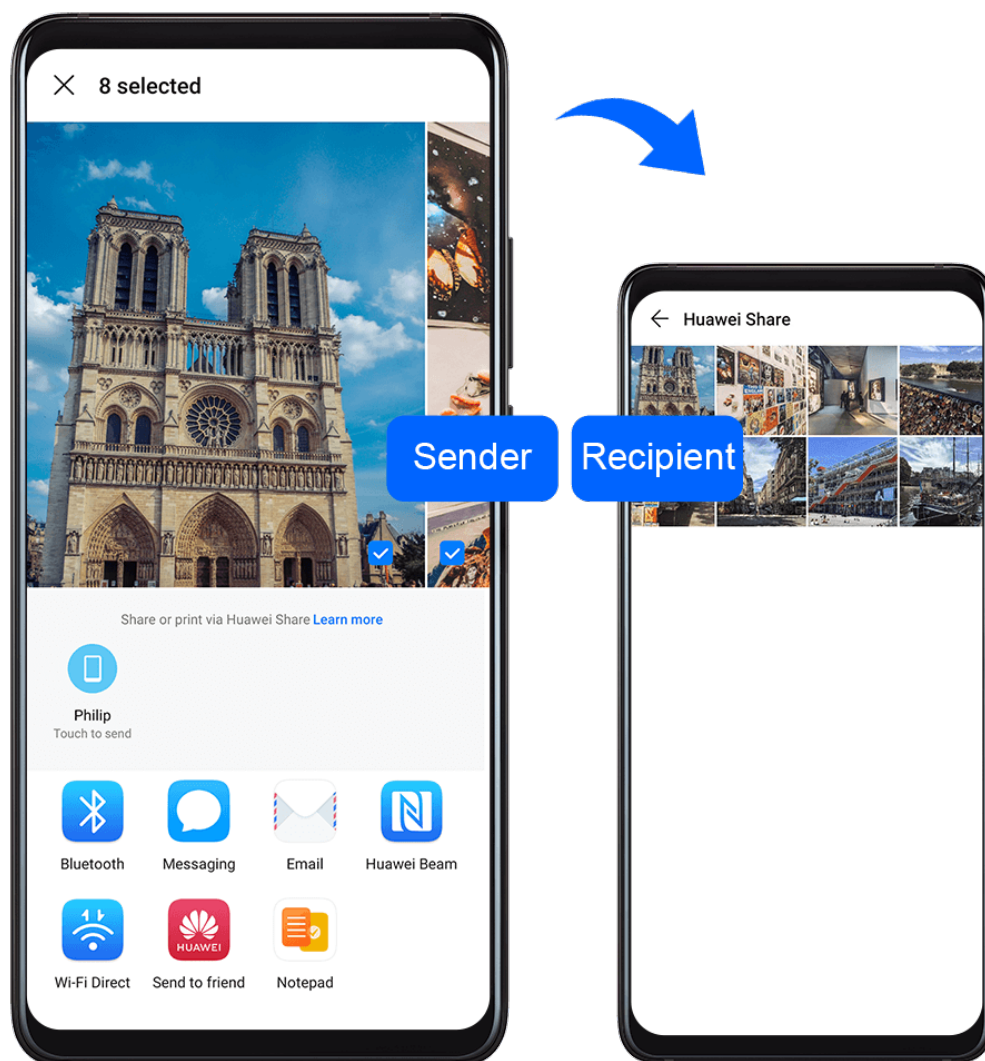 8 selected
Share or print via Huawei Share Learn more
Philip
Touch to send
Bluetooth
Messaging
Email
Huawei Beam
HUAWEI
Wi-Fi Direct
Send to friend
Notepad
Sender
Recipient
Huawei Share